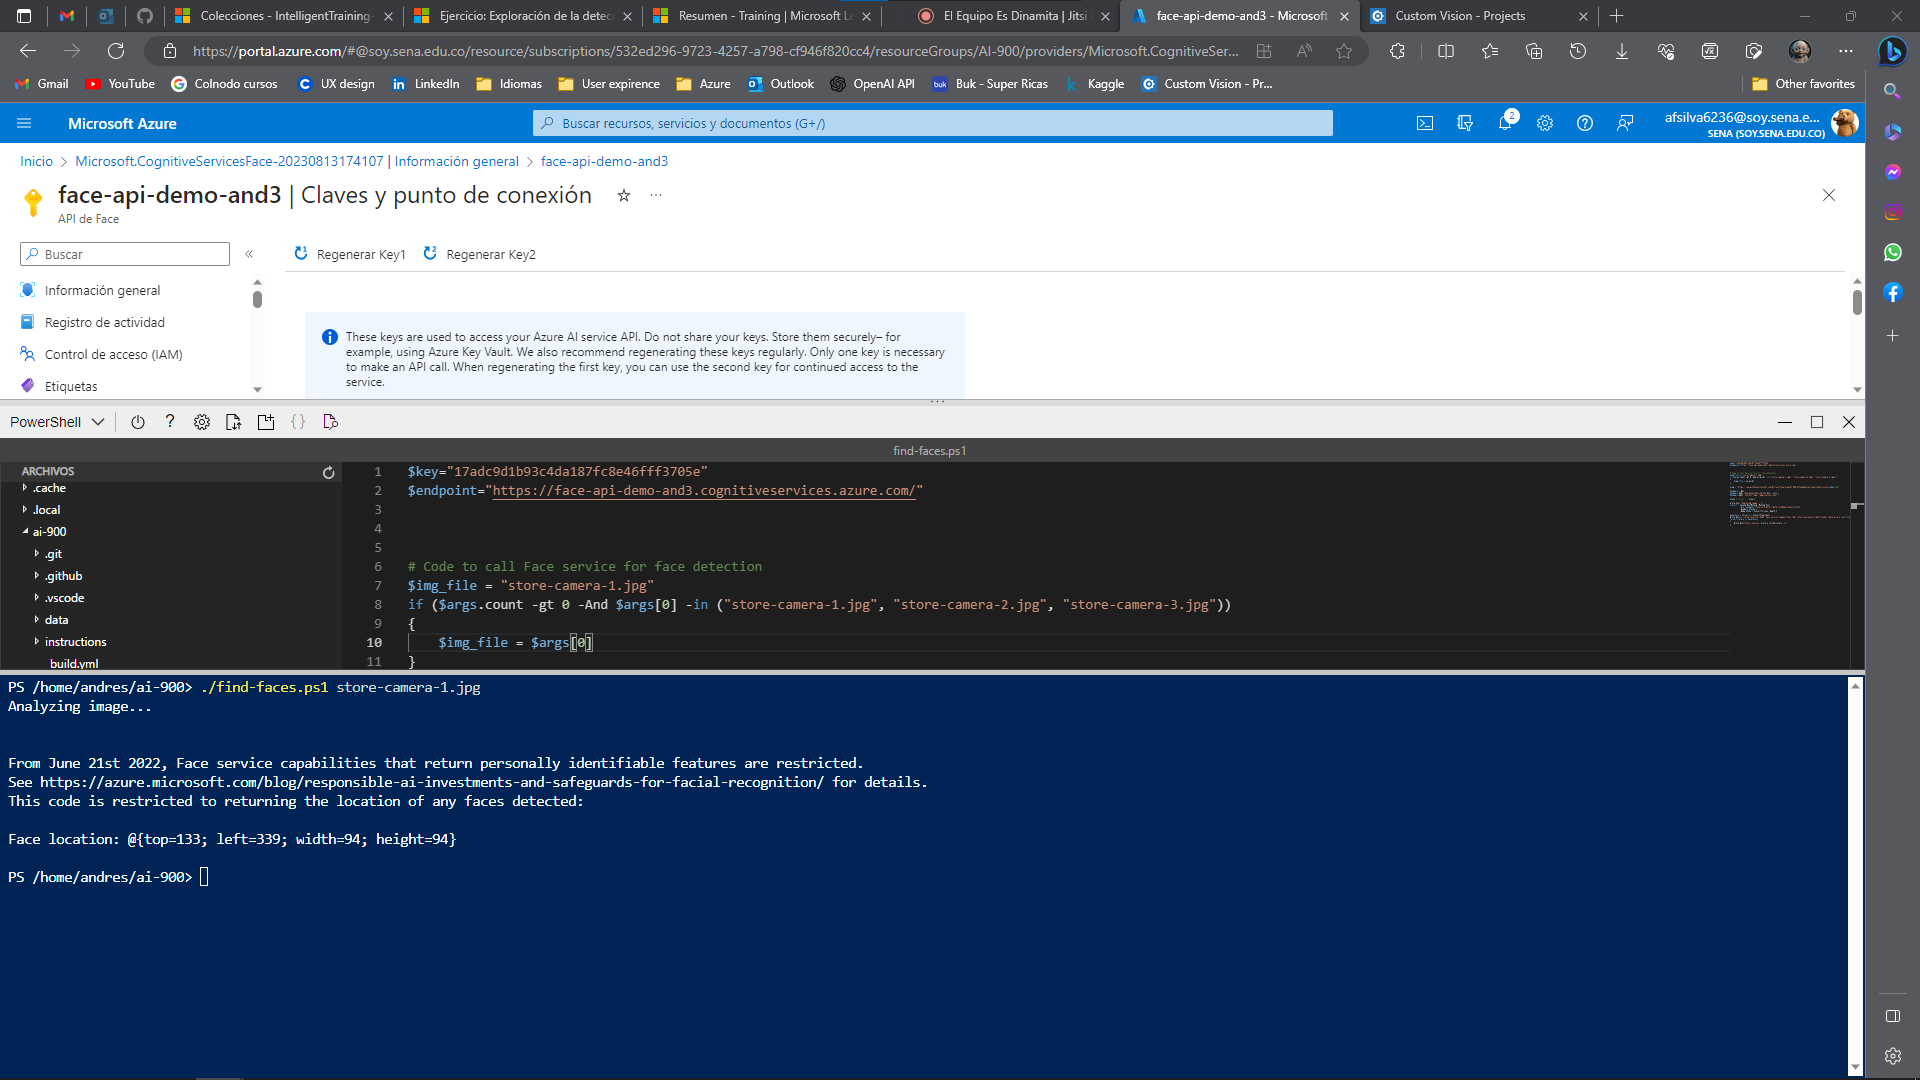 Colecciones - IntelligentTraining-
Ejercicio: Exploración de la detec
Resumen - Training | Microsoft Le
El Equipo Es Dinamita | Jitsi
face-api-demo-and3 - Microsoft
Custom Vision - Projects
https://portal.azure.com/#@soy.sena.edu.co/resource/subscriptions/532ed296-9723-4257-a798-cf946f820cc4/resourceGroups/AI-900/providers/Microsoft.CognitiveSer...
Gmail YouTube Colnodo cursos UX design LinkedIn Idiomas User expirence Azure Outlook OpenAI API Buk - Super Ricas Kaggle Custom Vision - Pr... Other favorites
Microsoft Azure
Buscar recursos, servicios y documentos (G+/)
2
afsilva6236@soy.sena.e...
SENA (SOY.SENA.EDU.CO)
Inicio > Microsoft.CognitiveServicesFace-20230813174107 | Información general > face-api-demo-and3
face-api-demo-and3 | Claves y punto de conexión
API de Face
Buscar
Regenerar Key1 Regenerar Key2
Información general
Registro de actividad
Control de acceso (IAM)
Etiquetas
These keys are used to access your Azure AI service API. Do not share your keys. Store them securely– for
example, using Azure Key Vault. We also recommend regenerating these keys regularly. Only one key is necessary
to make an API call. When regenerating the first key, you can use the second key for continued access to the
service.
PowerShell
find-faces.ps1
ARCHIVOS
.cache
.local
ai-900
.git
.github
.vscode
data
instructions
build.yml
1 $key="17adc9d1b93c4da187fc8e46fff3705e"
2 $endpoint="https://face-api-demo-and3.cognitiveservices.azure.com/"
3
4
5
6 # Code to call Face service for face detection
7 $img_file = "store-camera-1.jpg"
8 if ($args.count -gt 0 -And $args[0] -in ("store-camera-1.jpg", "store-camera-2.jpg", "store-camera-3.jpg"))
9 {
10 $img_file = $args[0]
11 }
PS /home/andres/ai-900> ./find-faces.ps1 store-camera-1.jpg
Analyzing image...
From June 21st 2022, Face service capabilities that return personally identifiable features are restricted.
See https://azure.microsoft.com/blog/responsible-ai-investments-and-safeguards-for-facial-recognition/ for details.
This code is restricted to returning the location of any faces detected:
Face location: @{top=133; left=339; width=94; height=94}
PS /home/andres/ai-900>